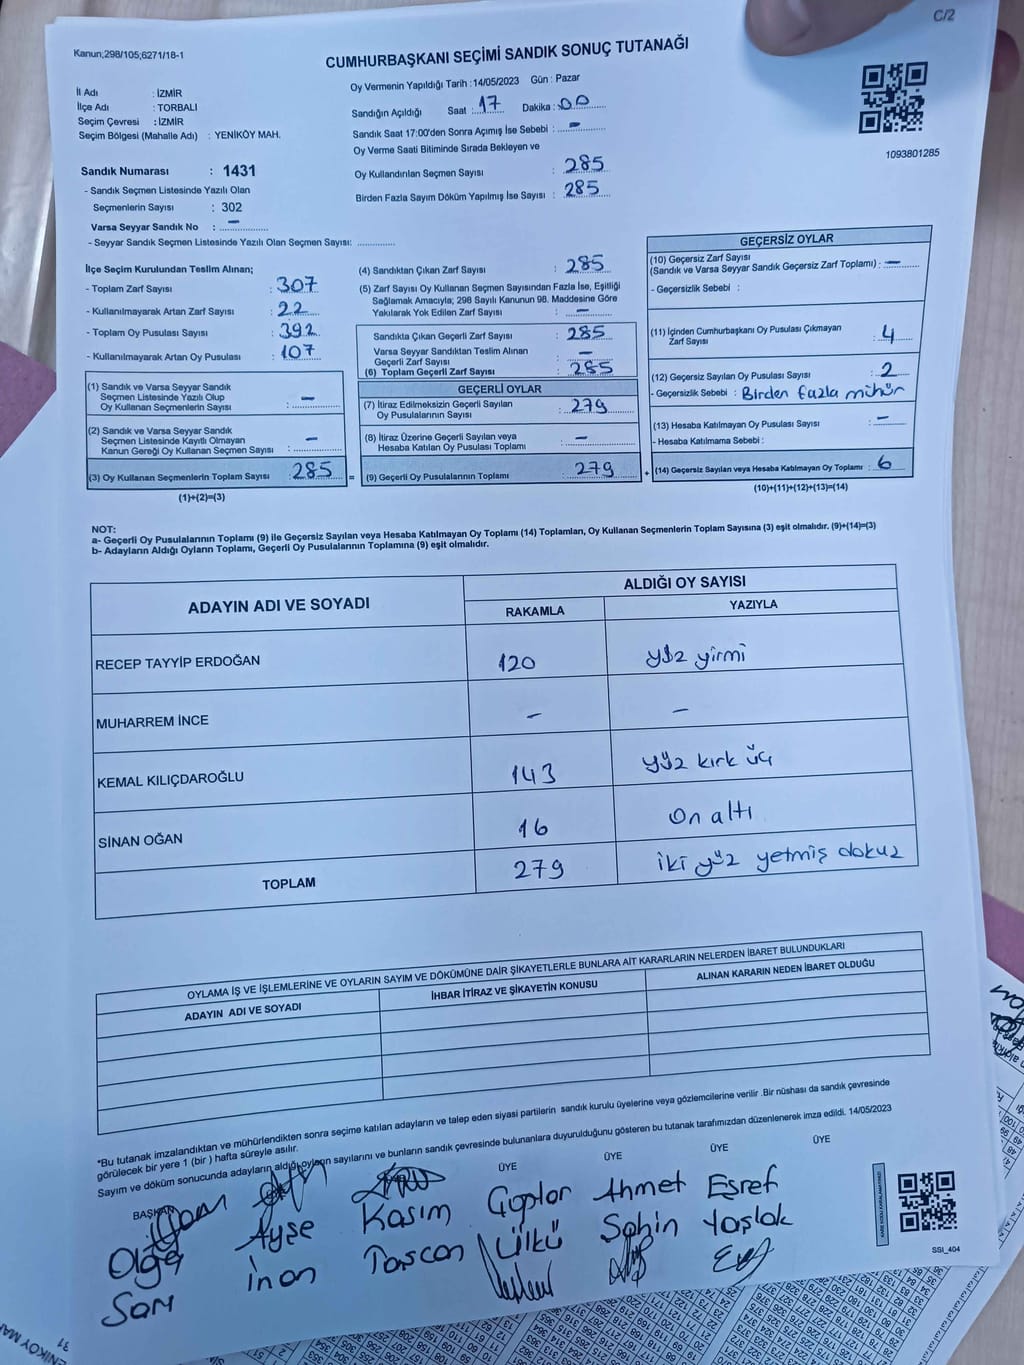 C/2
Kanun;298/105;6271/18-1
CUMHURBAŞKANI SEÇİMİ SANDIK SONUÇ TUTANAĞI
İl Adı : İZMİR
İlçe Adı : TORBALI
Seçim Çevresi : İZMİR
Seçim Bölgesi (Mahalle Adı) : YENİKÖY MAH.
Sandık Numarası : 1431
- Sandık Seçmen Listesinde Yazılı Olan
Seçmenlerin Sayısı : 302
Varsa Seyyar Sandık No : –
- Seyyar Sandık Seçmen Listesinde Yazılı Olan Seçmen Sayısı: ..............
Oy Vermenin Yapıldığı Tarih : 14/05/2023 Gün : Pazar
Sandığın Açıldığı Saat : 17 Dakika : 00
Sandık Saat 17:00'den Sonra Açımış İse Sebebi : –
Oy Verme Saati Bitiminde Sırada Bekleyen ve
Oy Kullandırılan Seçmen Sayısı : 285
Birden Fazla Sayım Döküm Yapılmış İse Sayısı : 285
1093801285
İlçe Seçim Kurulundan Teslim Alınan;
- Toplam Zarf Sayısı : 307
- Kullanılmayarak Artan Zarf Sayısı : 22
- Toplam Oy Pusulası Sayısı : 392
- Kullanılmayarak Artan Oy Pusulası : 107
(1) Sandık ve Varsa Seyyar Sandık
Seçmen Listesinde Yazılı Olup
Oy Kullanan Seçmenlerin Sayısı : –
(2) Sandık ve Varsa Seyyar Sandık
Seçmen Listesinde Kayıtlı Olmayan
Kanun Gereği Oy Kullanan Seçmen Sayısı : –
(3) Oy Kullanan Seçmenlerin Toplam Sayısı : 285 =
(1)+(2)=(3)
(4) Sandıktan Çıkan Zarf Sayısı : 285
(5) Zarf Sayısı Oy Kullanan Seçmen Sayısından Fazla İse, Eşitliği
Sağlamak Amacıyla; 298 Sayılı Kanunun 98. Maddesine Göre
Yakılarak Yok Edilen Zarf Sayısı : –
Sandıkta Çıkan Geçerli Zarf Sayısı : 285
Varsa Seyyar Sandıktan Teslim Alınan
Geçerli Zarf Sayısı : –
(6) Toplam Geçerli Zarf Sayısı : 285
GEÇERLİ OYLAR
(7) İtiraz Edilmeksizin Geçerli Sayılan
Oy Pusulalarının Sayısı : 279
(8) İtiraz Üzerine Geçerli Sayılan veya
Hesaba Katılan Oy Pusulası Toplamı : –
(9) Geçerli Oy Pusulalarının Toplamı : 279 +
GEÇERSİZ OYLAR
(10) Geçersiz Zarf Sayısı
(Sandık ve Varsa Seyyar Sandık Geçersiz Zarf Toplamı) : –
- Geçersizlik Sebebi :
(11) İçinden Cumhurbaşkanı Oy Pusulası Çıkmayan
Zarf Sayısı : 4
(12) Geçersiz Sayılan Oy Pusulası Sayısı : 2
- Geçersizlik Sebebi : Birden fazla mühür
(13) Hesaba Katılmayan Oy Pusulası Sayısı : –
- Hesaba Katılmama Sebebi :
(14) Geçersiz Sayılan veya Hesaba Katılmayan Oy Toplamı : 6
(10)+(11)+(12)+(13)=(14)
NOT:
a- Geçerli Oy Pusulalarının Toplamı (9) ile Geçersiz Sayılan veya Hesaba Katılmayan Oy Toplamı (14) Toplamları, Oy Kullanan Seçmenlerin Toplam Sayısına (3) eşit olmalıdır. (9)+(14)=(3)
b- Adayların Aldığı Oyların Toplamı, Geçerli Oy Pusulalarının Toplamına (9) eşit olmalıdır.
ADAYIN ADI VE SOYADI ALDIĞI OY SAYISI
RAKAMLA YAZIYLA
RECEP TAYYİP ERDOĞAN 120 yüz yirmi
MUHARREM İNCE – –
KEMAL KILIÇDAROĞLU 143 yüz kırk üç
SİNAN OĞAN 16 on altı
TOPLAM 279 iki yüz yetmiş dokuz
OYLAMA İŞ VE İŞLEMLERİNE VE OYLARIN SAYIM VE DÖKÜMÜNE DAİR ŞİKAYETLERLE BUNLARA AİT KARARLARIN NELERDEN İBARET BULUNDUKLARI
ADAYIN ADI VE SOYADI İHBAR İTİRAZ VE ŞİKAYETİN KONUSU ALINAN KARARIN NEDEN İBARET OLDUĞU
*Bu tutanak imzalandıktan ve mühürlendikten sonra seçime katılan adayların ve talep eden siyasi partilerin sandık kurulu üyelerine veya gözlemcilerine verilir .Bir nüshası da sandık çevresinde
görülecek bir yere 1 (bir ) hafta süreyle asılır.
Sayım ve döküm sonucunda adayların aldığı oyların sayılarını ve bunların sandık çevresinde bulunanlara duyurulduğunu gösteren bu tutanak tarafımızdan düzenlenerek imza edildi. 14/05/2023
BAŞKAN ÜYE ÜYE ÜYE ÜYE
Olga Ayşe Kasım Ahmet Eşref
Sarı İnan Taşcan Ülkü Şahin Yaşlak
SSI_404